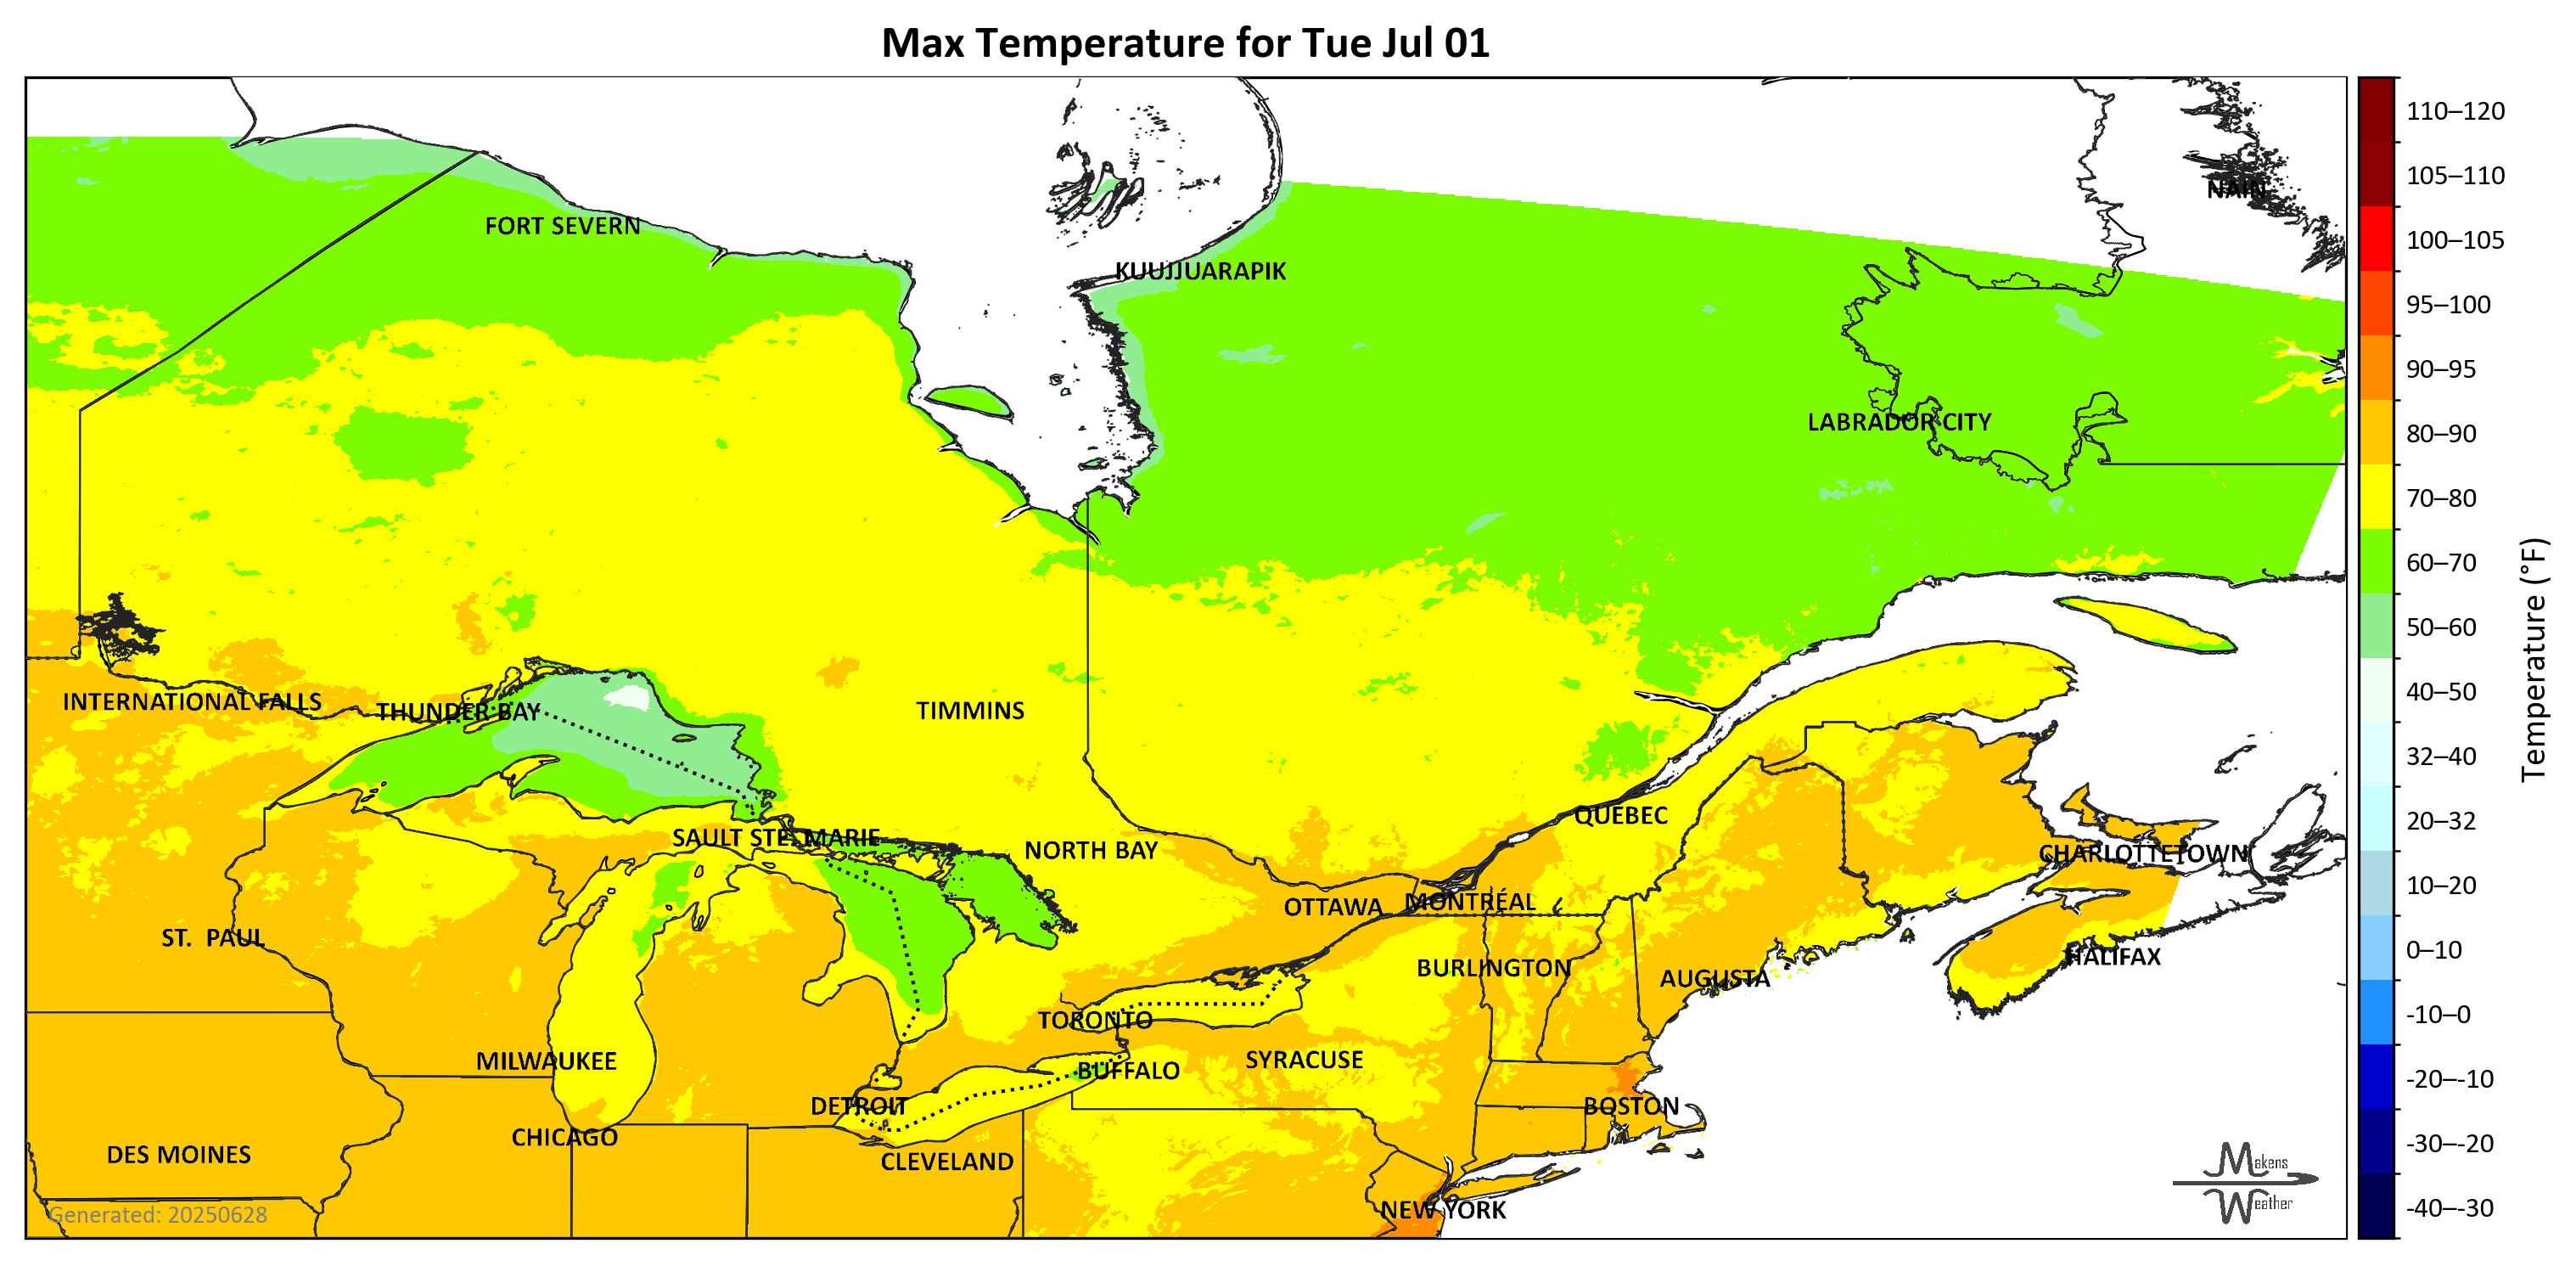 Max Temperature for Tue Jul 01
NAIN
FORT SEVERN
KUUJJUARAPIK
LABRADOR CITY
INTERNATIONAL FALLS
THUNDER BAY
TIMMINS
QUEBEC
SAULT STE. MARIE
NORTH BAY
CHARLOTTETOWN
OTTAWA
MONTRÉAL
ST. PAUL
HALIFAX
BURLINGTON
AUGUSTA
TORONTO
MILWAUKEE
BUFFALO
SYRACUSE
DETROIT
BOSTON
CHICAGO
DES MOINES
CLEVELAND
NEW YORK
Generated: 20250628
Makens
Weather
110–120
105–110
100–105
95–100
90–95
80–90
70–80
60–70
50–60
40–50
32–40
20–32
10–20
0–10
-10–0
-20–-10
-30–-20
-40–-30
Temperature (°F)